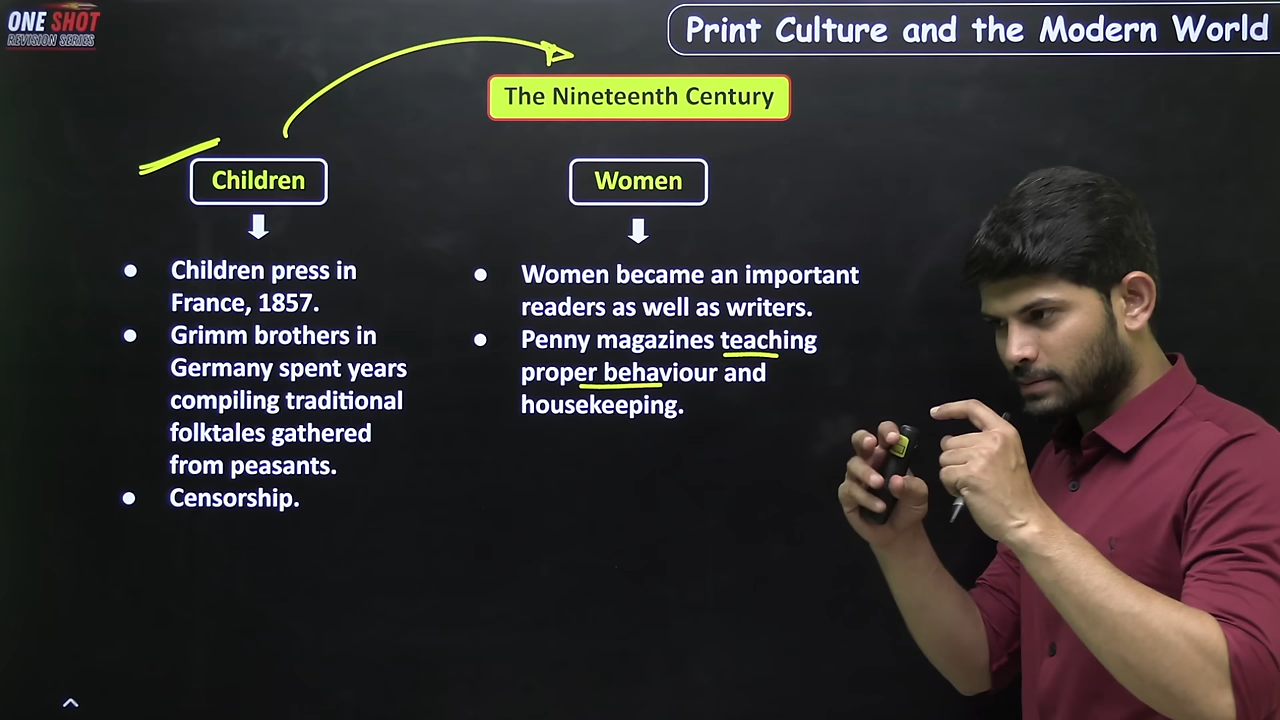 ONE SHOT
REVISION SERIES
Print Culture and the Modern World
The Nineteenth Century
Children
● Children press in
France, 1857.
● Grimm brothers in
Germany spent years
compiling traditional
folktales gathered
from peasants.
● Censorship.
Women
● Women became an important
readers as well as writers.
● Penny magazines teaching
proper behaviour and
housekeeping.